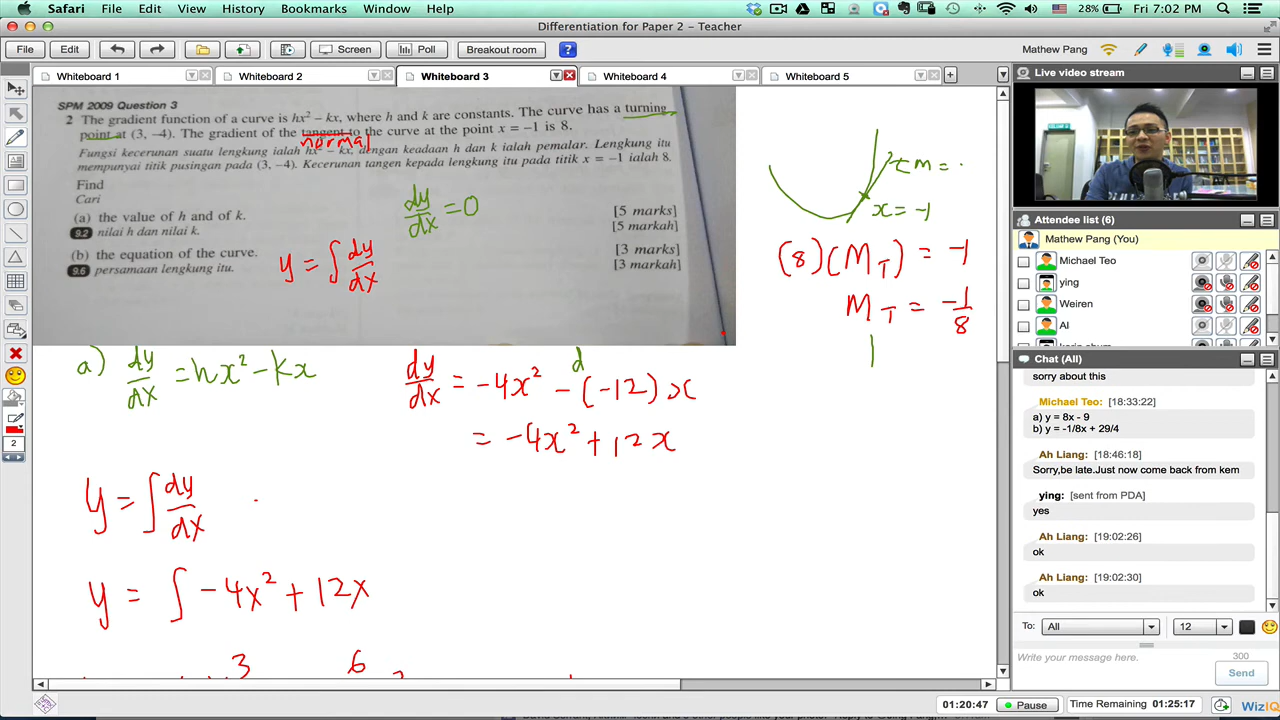 Safari File Edit View History Bookmarks Window Help
28% Fri 7:02 PM
Differentiation for Paper 2 - Teacher
File Edit Screen Poll Breakout room ?
Mathew Pang
Whiteboard 1 Whiteboard 2 Whiteboard 3 Whiteboard 4 Whiteboard 5
SPM 2009 Question 3
2 The gradient function of a curve is hx² – kx, where h and k are constants. The curve has a turning
point at (3, –4). The gradient of the tangent to the curve at the point x = –1 is 8.
normal
Fungsi kecerunan suatu lengkung ialah hx² – kx, dengan keadaan h dan k ialah pemalar. Lengkung itu
mempunyai titik pusingan pada (3, –4). Kecerunan tangen kepada lengkung itu pada titik x = –1 ialah 8.
Find
Cari
(a) the value of h and of k. [5 marks]
9.2 nilai h dan nilai k. [5 markah]
(b) the equation of the curve. [3 marks]
9.6 persamaan lengkung itu. [3 markah]
dy/dx = 0
y = ∫ dy/dx
t m =
x = -1
(8)(M_T) = -1
M_T = -1/8
a) dy/dx = hx² - kx
d
dy/dx = -4x² - (-12)x
= -4x² + 12x
y = ∫ dy/dx
y = ∫ -4x² + 12x
3 6
2
Live video stream
Attendee list (6)
Mathew Pang (You)
Michael Teo
ying
Weiren
Al
Chat (All)
sorry about this
Michael Teo: [18:33:22]
a) y = 8x - 9
b) y = -1/8x + 29/4
Ah Liang: [18:46:18]
Sorry,be late.Just now come back from kem
ying: [sent from PDA]
yes
Ah Liang: [19:02:26]
ok
Ah Liang: [19:02:30]
ok
To: All 12
Write your message here... 300
Send
01:20:47 Pause Time Remaining 01:25:17 WizIQ